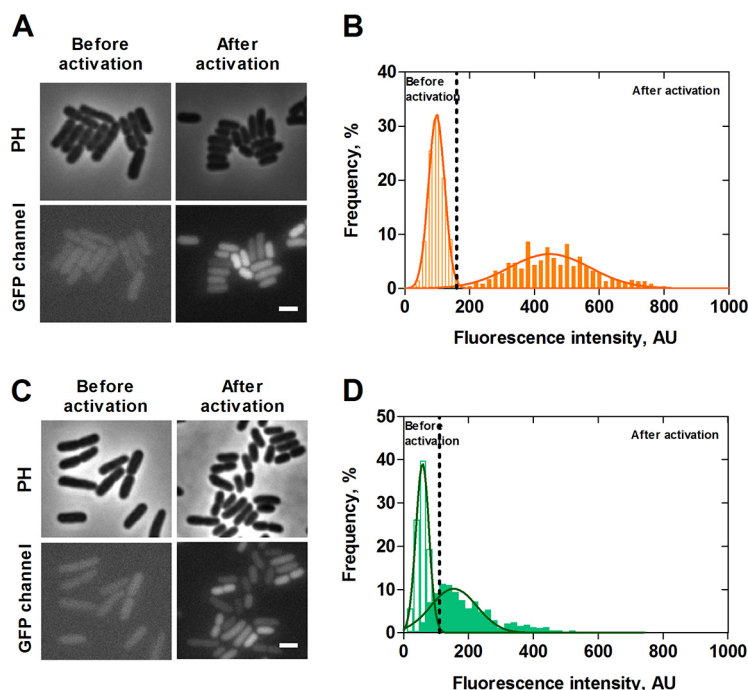 A
Before
activation
After
activation
PH
GFP channel
B
40
30
20
10
0
Before
activation
After activation
Frequency, %
0 200 400 600 800 1000
Fluorescence intensity, AU
C
Before
activation
After
activation
PH
GFP channel
D
50
40
30
20
10
0
Before
activation
After activation
Frequency, %
0 200 400 600 800 1000
Fluorescence intensity, AU